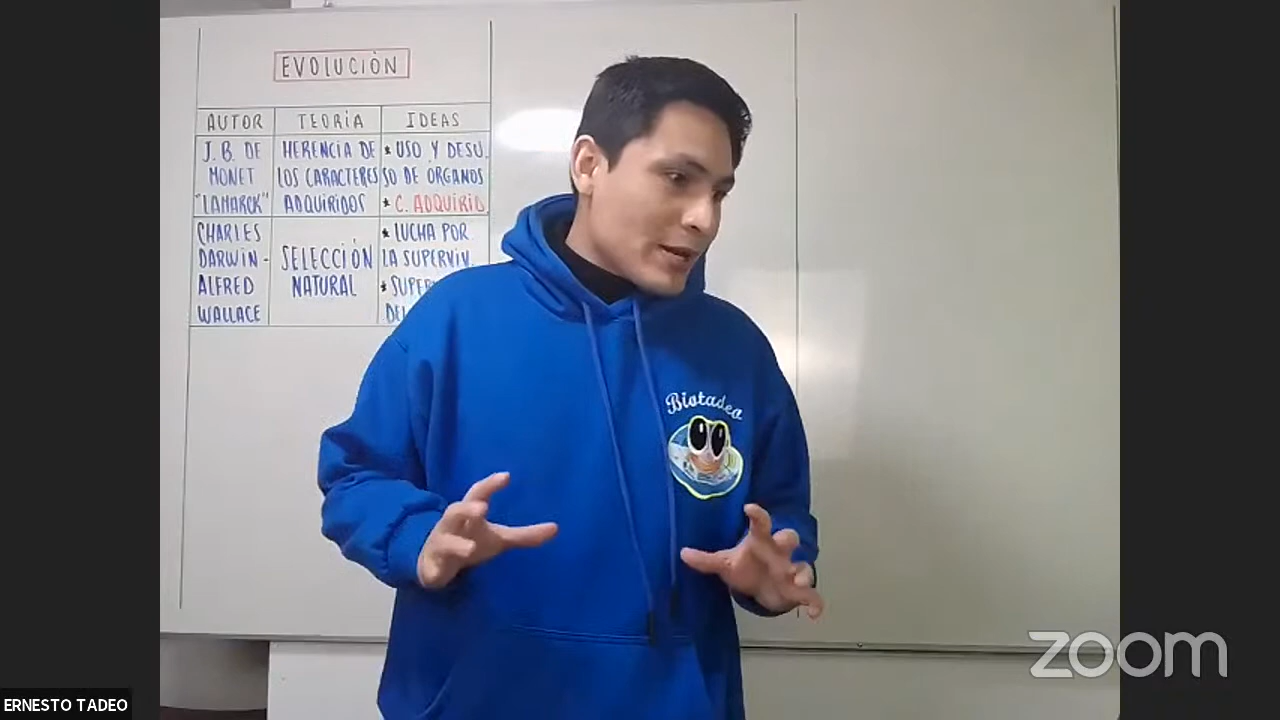 EVOLUCIÓN
AUTOR TEORIA IDEAS
J. B. DE
MONET
"LAMARCK"
HERENCIA DE
LOS CARACTERES
ADQUIRIDOS
* USO Y DESU.
SO DE ORGANOS
* C. ADQUIRID
CHARLES
DARWIN -
ALFRED
WALLACE
SELECCIÓN
NATURAL
* LUCHA POR
LA SUPERVIV.
Biotadeo
zoom
ERNESTO TADEO